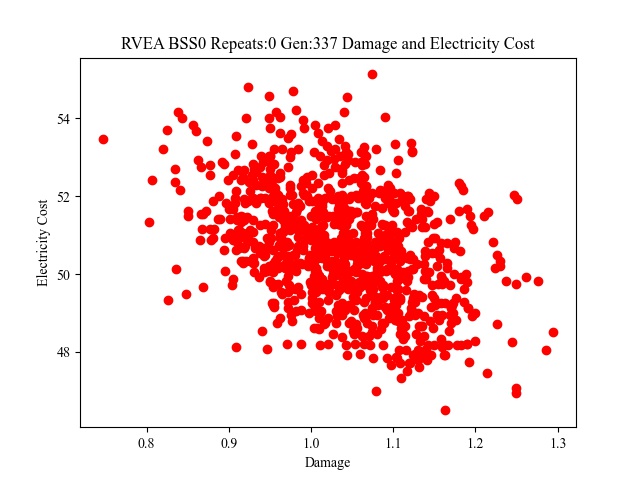 RVEA BSS0 Repeats:0 Gen:337 Damage and Electricity Cost
54
52
50
48
Electricity Cost
0.8 0.9 1.0 1.1 1.2 1.3
Damage